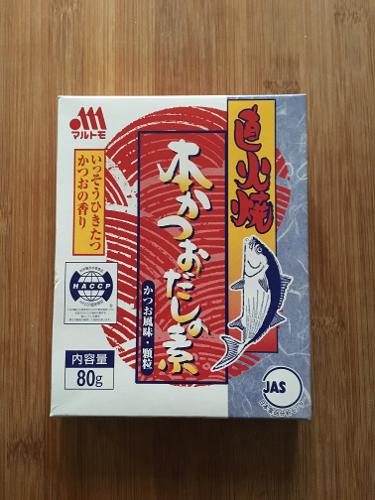 マルトモ
直火焼
いっそうひきたつ
かつおの香り
本かつおだしの素
かつお風味・顆粒
HACCP
内容量
80g
JAS